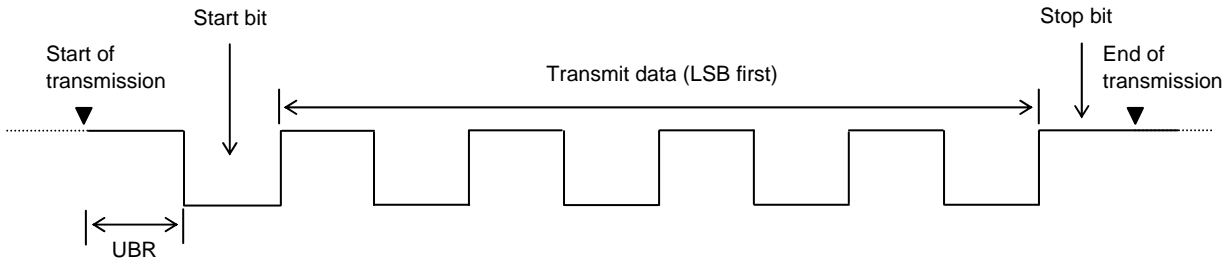 Start bit
Stop bit
Start of
transmission
Transmit data (LSB first)
End of
transmission
UBR